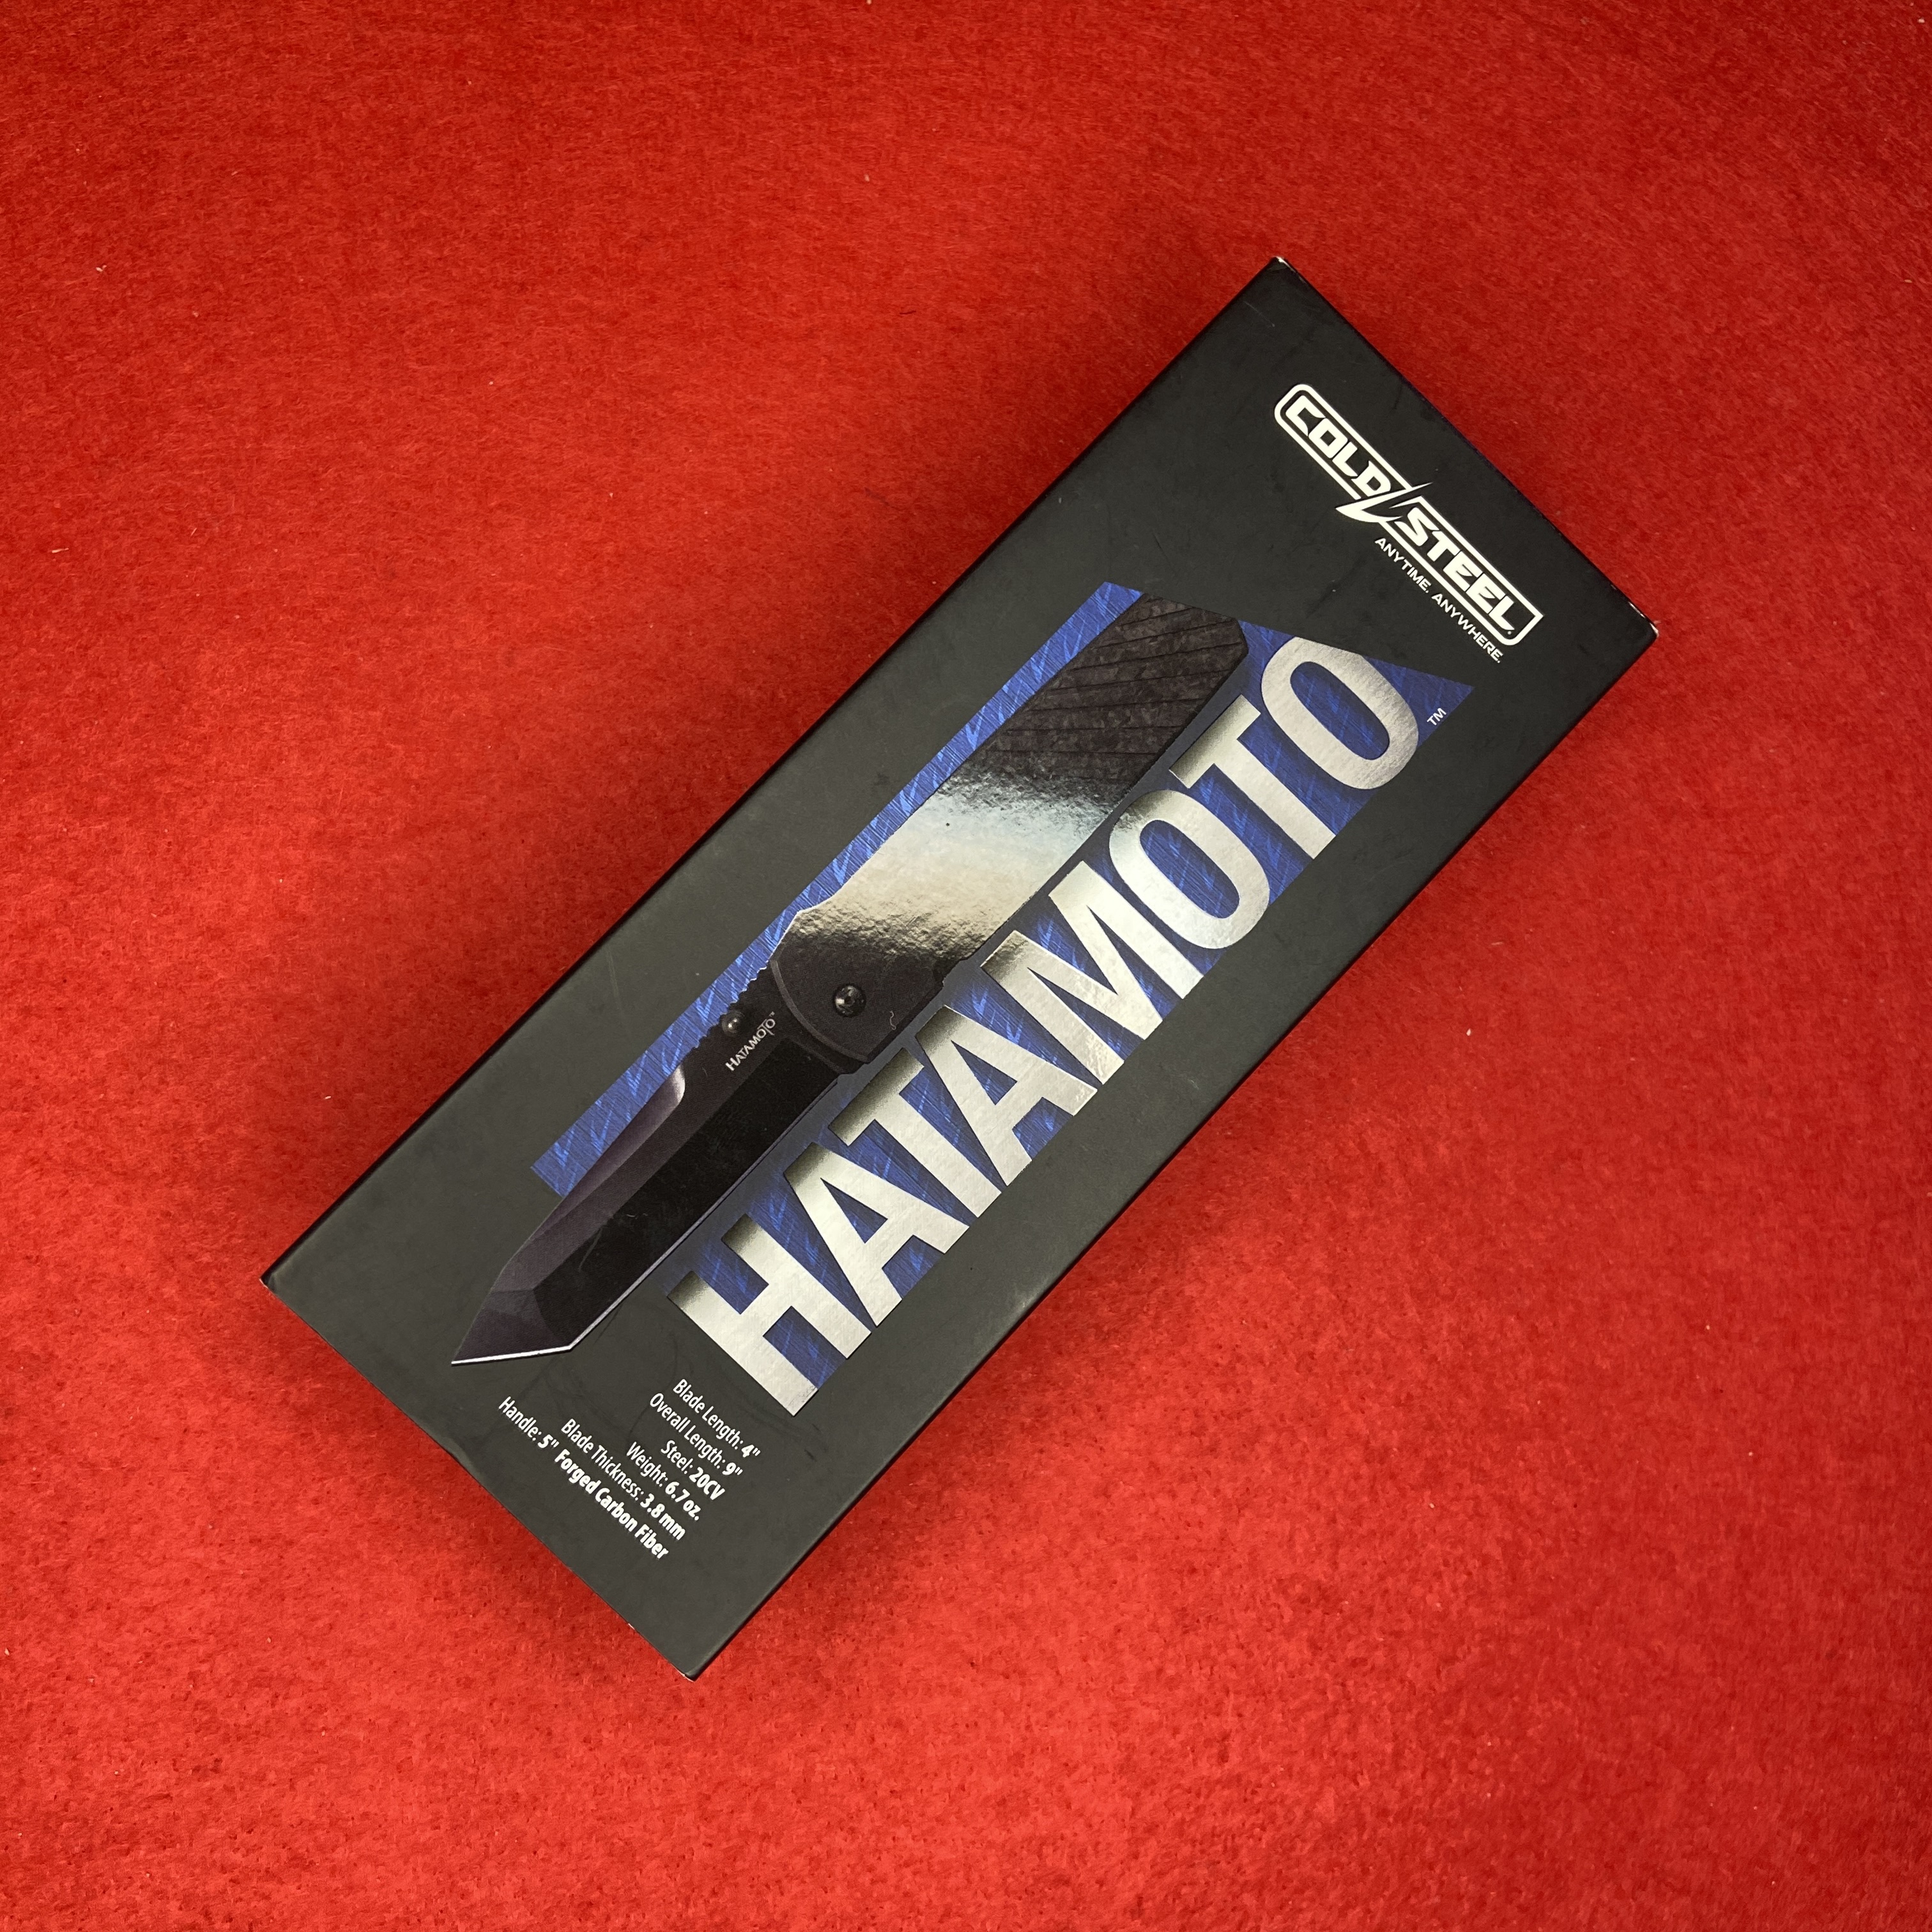 COLD STEEL
ANYTIME. ANYWHERE.
HATAMOTO™
HATAMOTO™
Blade Length: 4"
Overall Length: 9"
Steel: 20CV
Weight: 6.7 oz.
Blade Thickness: 3.8 mm
Handle: 5" Forged Carbon Fiber